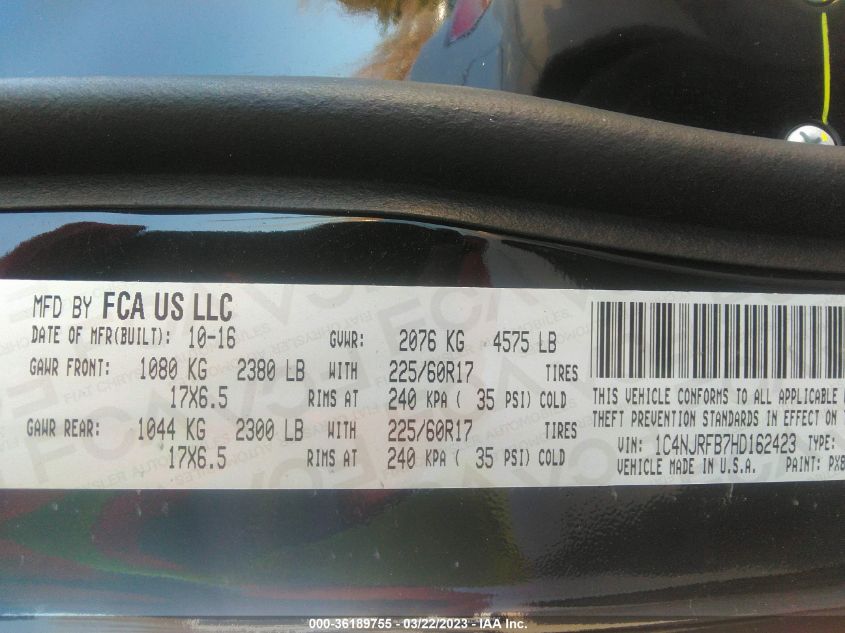 MFD BY FCA US LLC
DATE OF MFR(BUILT): 10-16 GVWR: 2076 KG 4575 LB
GAWR FRONT: 1080 KG 2380 LB WITH 225/60R17 TIRES
17X6.5 RIMS AT 240 KPA ( 35 PSI) COLD
GAWR REAR: 1044 KG 2300 LB WITH 225/60R17 TIRES
17X6.5 RIMS AT 240 KPA ( 35 PSI) COLD
THIS VEHICLE CONFORMS TO ALL APPLICABLE
THEFT PREVENTION STANDARDS IN EFFECT ON
VIN: 1C4NJRFB7HD162423 TYPE:
VEHICLE MADE IN U.S.A. PAINT:
000-36189755 - 03/22/2023 - IAA Inc.